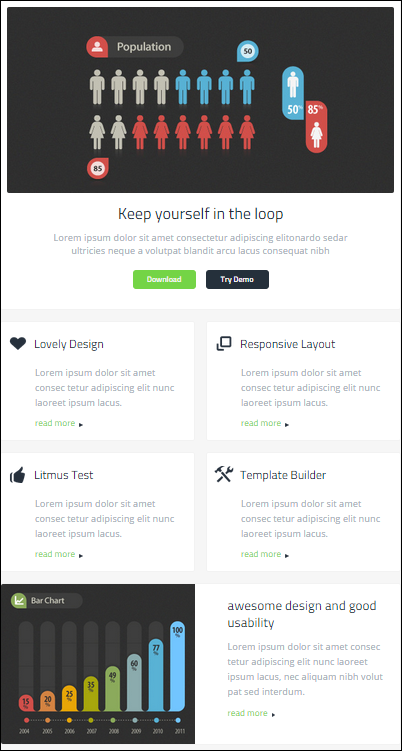 Population
50
50%
85%
85
Keep yourself in the loop
Lorem ipsum dolor sit amet consectetur adipiscing elitonardo sedar
ultricies neque a volutpat blandit arcu lacus consequat nibh
Download
Try Demo
Lovely Design
Lorem ipsum dolor sit amet
consec tetur adipiscing elit nunc
laoreet ipsum lacus.
read more
Responsive Layout
Lorem ipsum dolor sit amet
consec tetur adipiscing elit nunc
laoreet ipsum lacus.
read more
Litmus Test
Lorem ipsum dolor sit amet
consec tetur adipiscing elit nunc
laoreet ipsum lacus.
read more
Template Builder
Lorem ipsum dolor sit amet
consec tetur adipiscing elit nunc
laoreet ipsum lacus.
read more
Bar Chart
15%
20%
25%
35%
49%
60%
77%
100%
2004 2005 2006 2007 2008 2009 2010 2011
awesome design and good
usability
Lorem ipsum dolor sit amet
consec tetur adipiscing elit nunc
lacus nec aliquam nibh volut
pat sed interdum.
read more